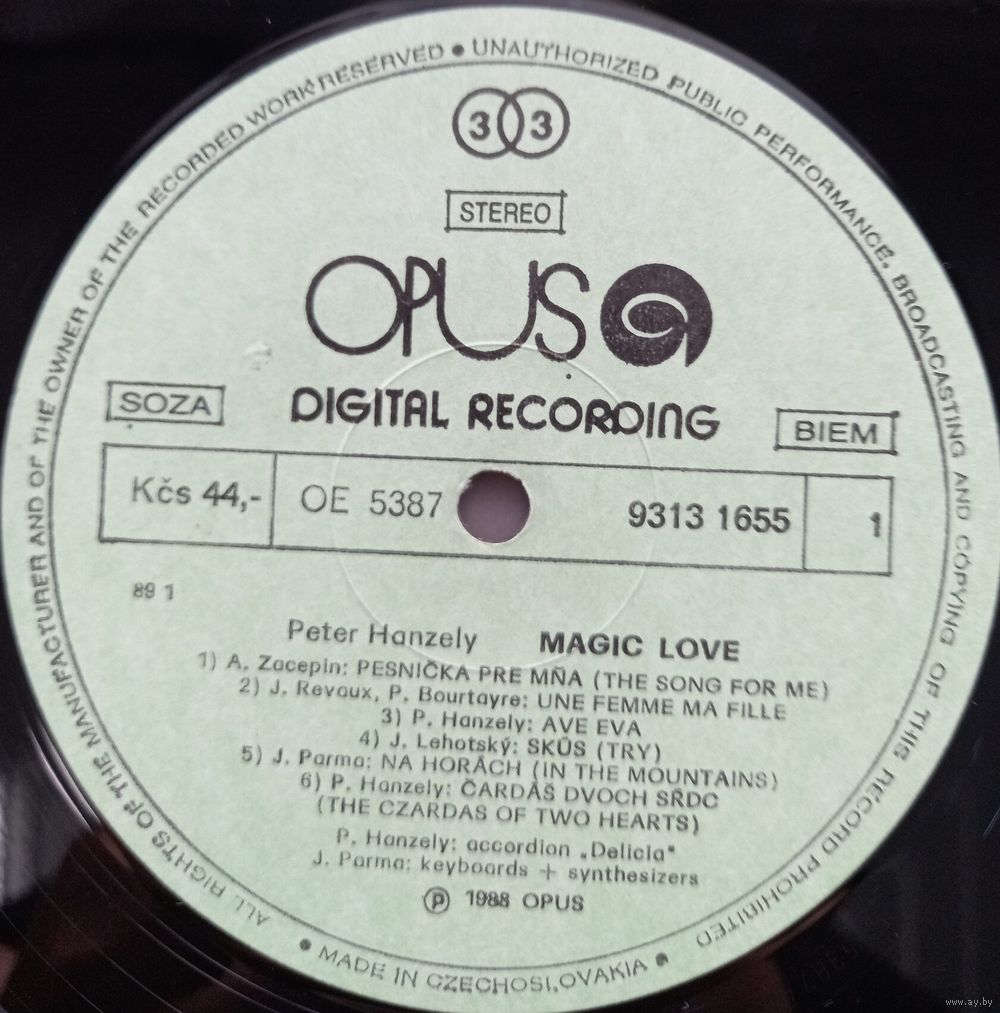 ALL RIGHTS OF THE MANUFACTURER AND OF THE OWNER OF THE RECORDED WORK RESERVED • UNAUTHORIZED PUBLIC PERFORMANCE, BROADCASTING AND COPYING OF THIS RECORD PROHIBITED
33
STEREO
OPUS
DIGITAL RECORDING
SOZA
BIEM
Kčs 44,- OE 5387 9313 1655 1
89 1
Peter Hanzely MAGIC LOVE
1) A. Zacepin: PESNIČKA PRE MŇA (THE SONG FOR ME)
2) J. Revaux, P. Bourtayre: UNE FEMME MA FILLE
3) P. Hanzely: AVE EVA
4) J. Lehotský: SKÚS (TRY)
5) J. Parma: NA HORÁCH (IN THE MOUNTAINS)
6) P. Hanzely: ČARDÁŠ DVOCH SŔDC
(THE CZARDAS OF TWO HEARTS)
P. Hanzely: accordion „Delicia"
J. Parma: keyboards + synthesizers
℗ 1988 OPUS
• MADE IN CZECHOSLOVAKIA •
www.ay.by